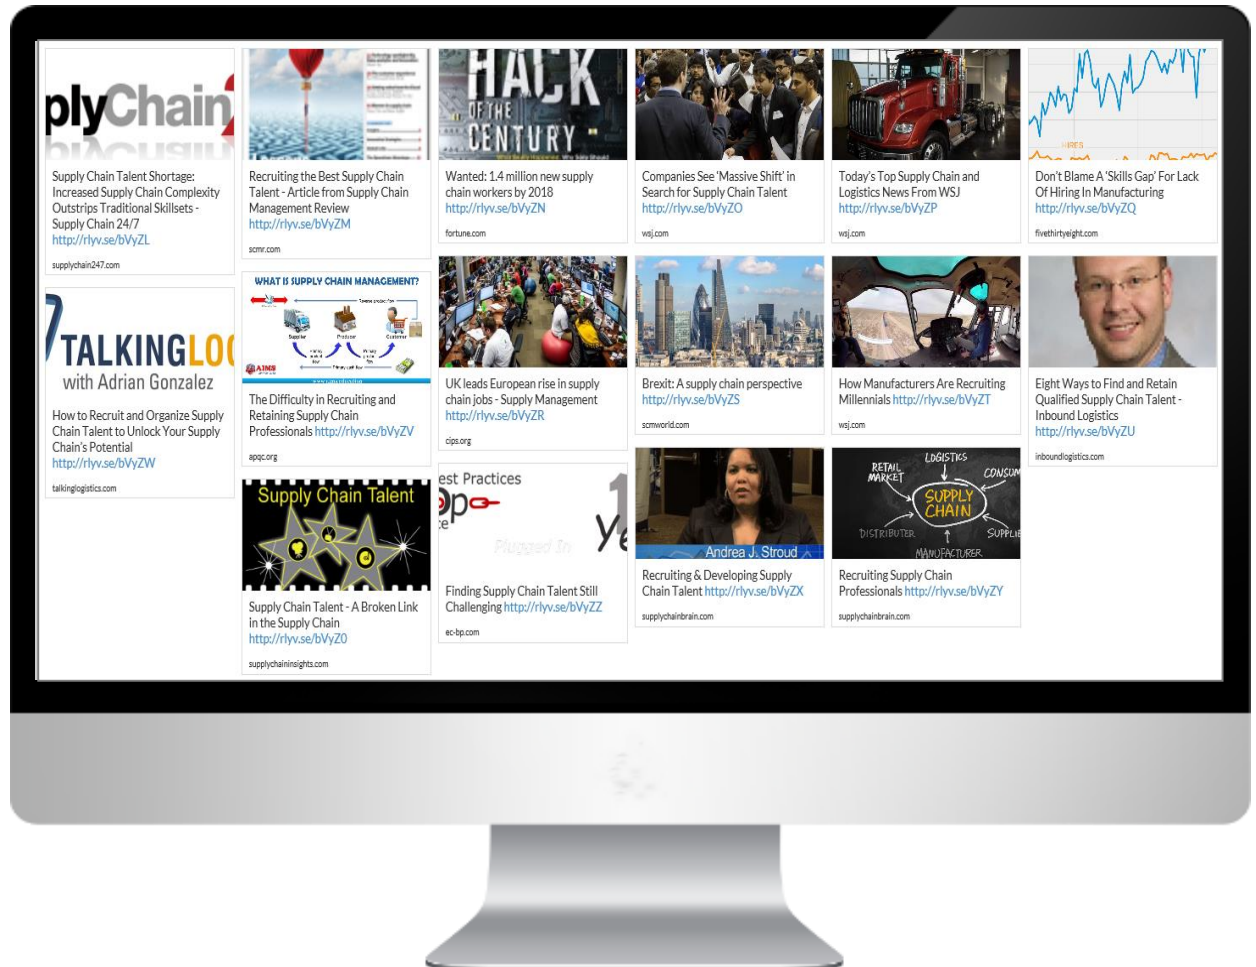 plyChain2
Supply Chain Talent Shortage:
Increased Supply Chain Complexity
Outstrips Traditional Skillsets -
Supply Chain 24/7
http://rlyv.se/bVyZL
supplychain247.com
Recruiting the Best Supply Chain
Talent - Article from Supply Chain
Management Review
http://rlyv.se/bVyZM
scmr.com
HACK
OF THE
CENTURY
Wanted: 1.4 million new supply
chain workers by 2018
http://rlyv.se/bVyZN
fortune.com
Companies See ‘Massive Shift’ in
Search for Supply Chain Talent
http://rlyv.se/bVyZO
wsj.com
Today’s Top Supply Chain and
Logistics News From WSJ
http://rlyv.se/bVyZP
wsj.com
HIRES
Don’t Blame A ‘Skills Gap’ For Lack
Of Hiring In Manufacturing
http://rlyv.se/bVyZQ
fivethirtyeight.com
TALKINGLOG
with Adrian Gonzalez
How to Recruit and Organize Supply
Chain Talent to Unlock Your Supply
Chain’s Potential
http://rlyv.se/bVyZW
talkinglogistics.com
WHAT IS SUPPLY CHAIN MANAGEMENT?
Supplier
Producer
Customer
AIMS
The Difficulty in Recruiting and
Retaining Supply Chain
Professionals http://rlyv.se/bVyZV
apqc.org
UK leads European rise in supply
chain jobs - Supply Management
http://rlyv.se/bVyZR
cips.org
Brexit: A supply chain perspective
http://rlyv.se/bVyZS
scmworld.com
How Manufacturers Are Recruiting
Millennials http://rlyv.se/bVyZT
wsj.com
Eight Ways to Find and Retain
Qualified Supply Chain Talent -
Inbound Logistics
http://rlyv.se/bVyZU
inboundlogistics.com
Supply Chain Talent
Supply Chain Talent - A Broken Link
in the Supply Chain
http://rlyv.se/bVyZ0
supplychaininsights.com
est Practices
Plugged In
Finding Supply Chain Talent Still
Challenging http://rlyv.se/bVyZZ
ec-bp.com
Andrea J. Stroud
Recruiting & Developing Supply
Chain Talent http://rlyv.se/bVyZX
supplychainbrain.com
LOGISTICS
RETAIL
MARKET
CONSUM
SUPPLY
CHAIN
DISTRIBUTER
SUPPLIE
MANUFACTURER
Recruiting Supply Chain
Professionals http://rlyv.se/bVyZY
supplychainbrain.com